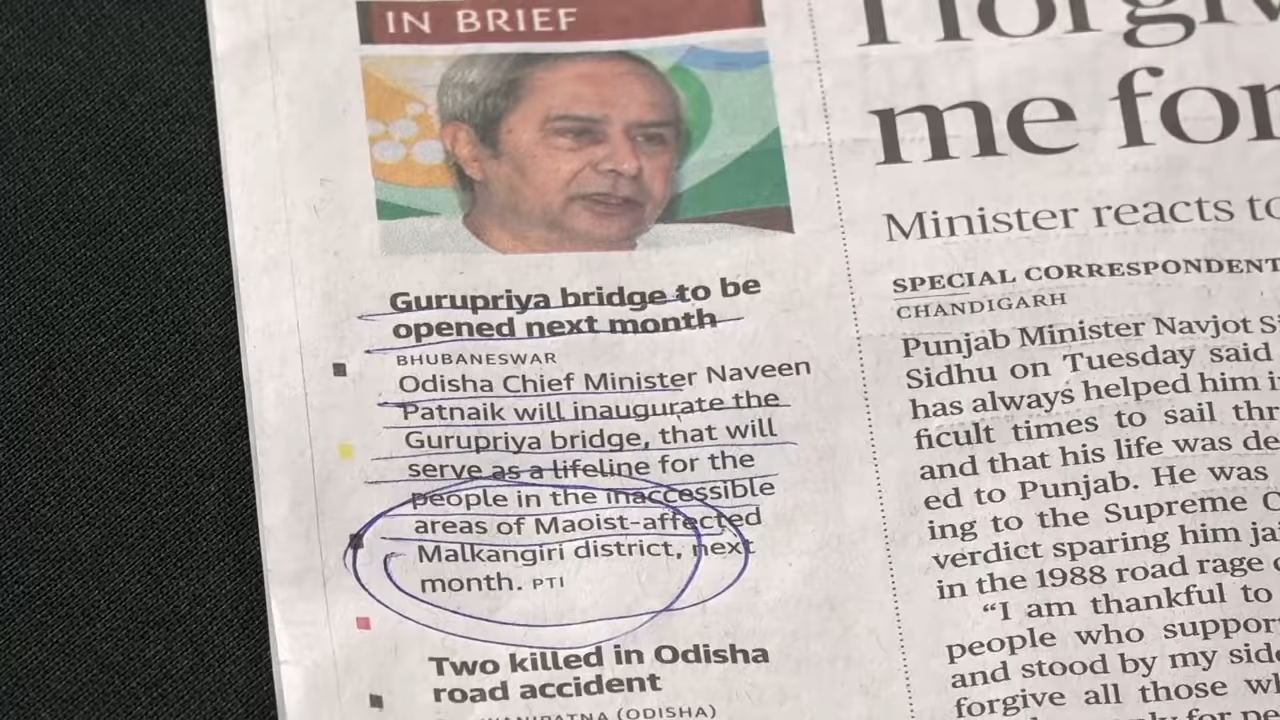 IN BRIEF
Gurupriya bridge to be
opened next month
BHUBANESWAR
Odisha Chief Minister Naveen
Patnaik will inaugurate the
Gurupriya bridge, that will
serve as a lifeline for the
people in the inaccessible
areas of Maoist-affected
Malkangiri district, next
month. PTI
Two killed in Odisha
road accident
(ODISHA)
me for
Minister reacts to
SPECIAL CORRESPONDENT
CHANDIGARH
Punjab Minister Navjot
Sidhu on Tuesday said
has always helped him
ficult times to sail
and that his life was
ed to Punjab. He was
ing to the Supreme
verdict sparing him
in the 1988 road rage
“I am thankful to
people who
and stood by my
forgive all those
for